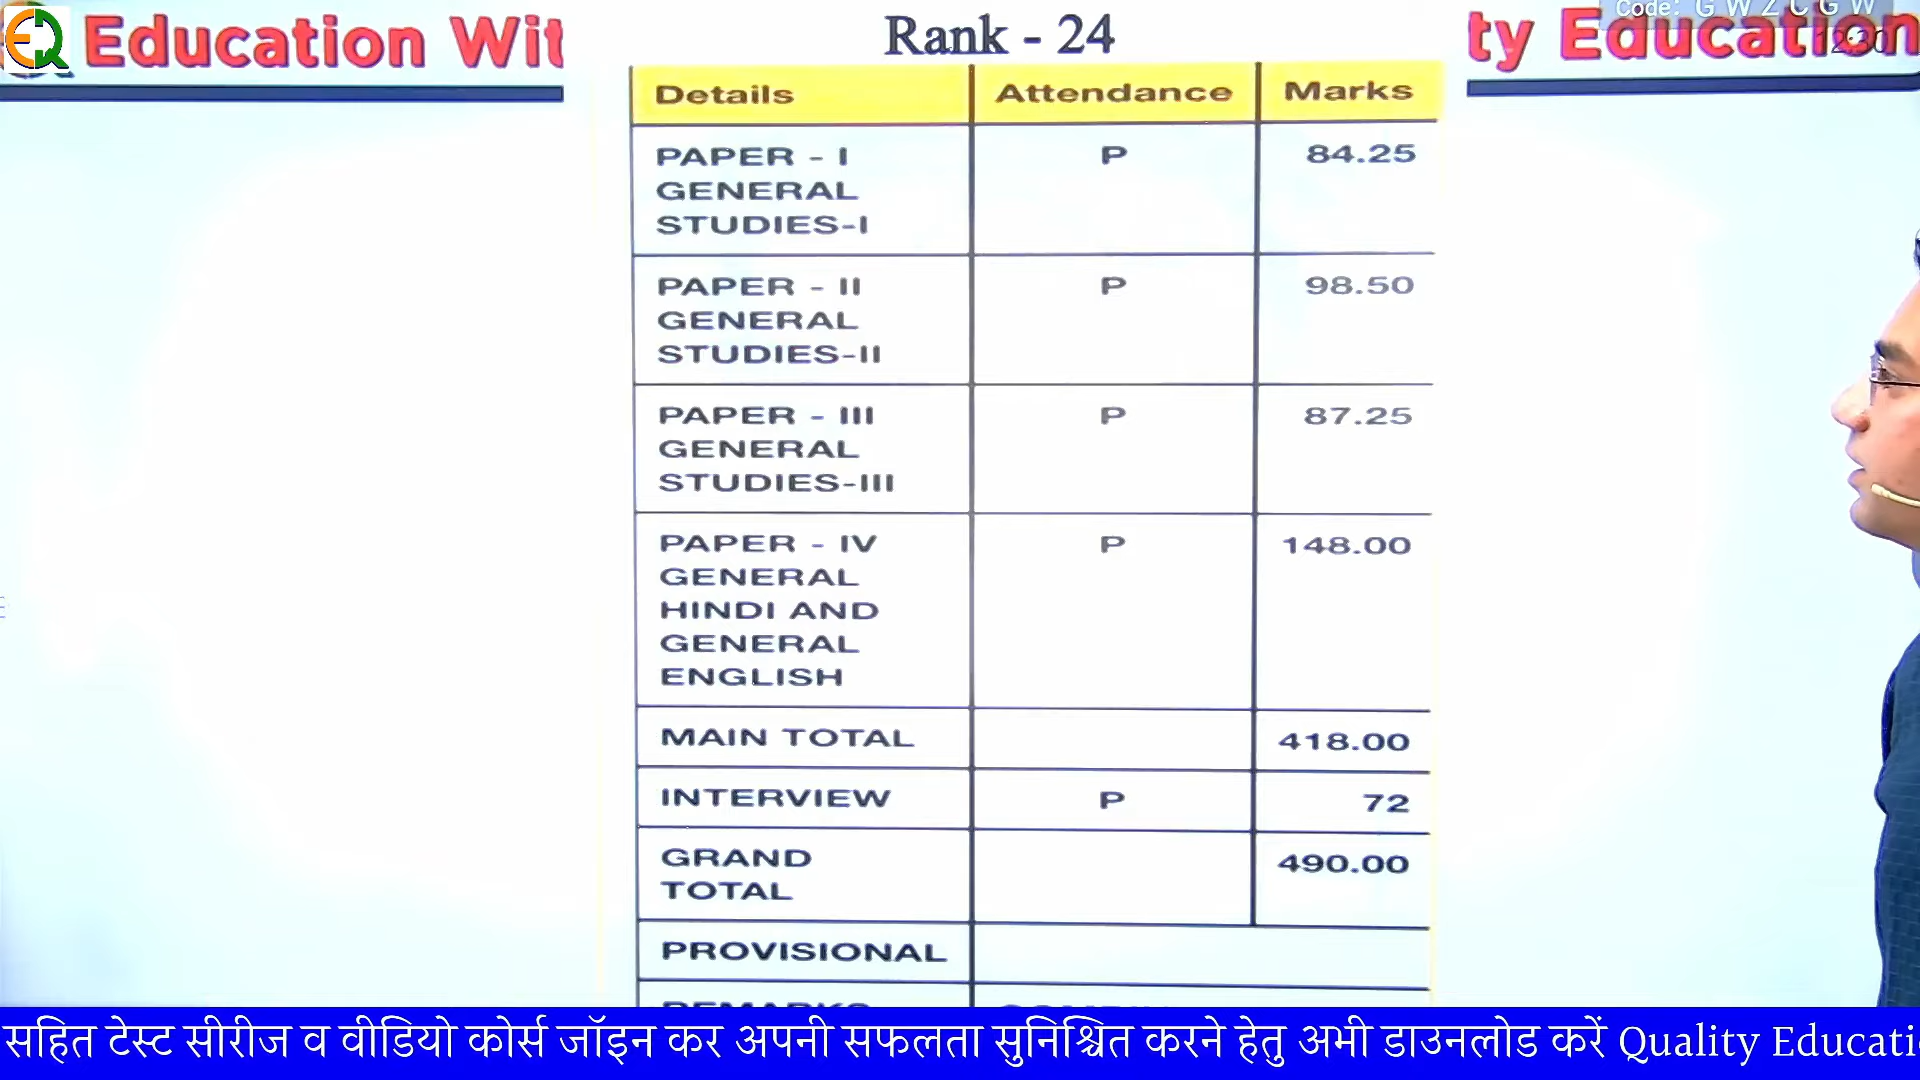 Education Wit
Rank - 24
ty Education
Code: G W Z C G W
12:30
Details Attendance Marks
PAPER - I P 84.25
GENERAL
STUDIES-I
PAPER - II P 98.50
GENERAL
STUDIES-II
PAPER - III P 87.25
GENERAL
STUDIES-III
PAPER - IV P 148.00
GENERAL
HINDI AND
GENERAL
ENGLISH
MAIN TOTAL 418.00
INTERVIEW P 72
GRAND 490.00
TOTAL
PROVISIONAL
सहित टेस्ट सीरीज व वीडियो कोर्स जॉइन कर अपनी सफलता सुनिश्चित करने हेतु अभी डाउनलोड करें Quality Educati